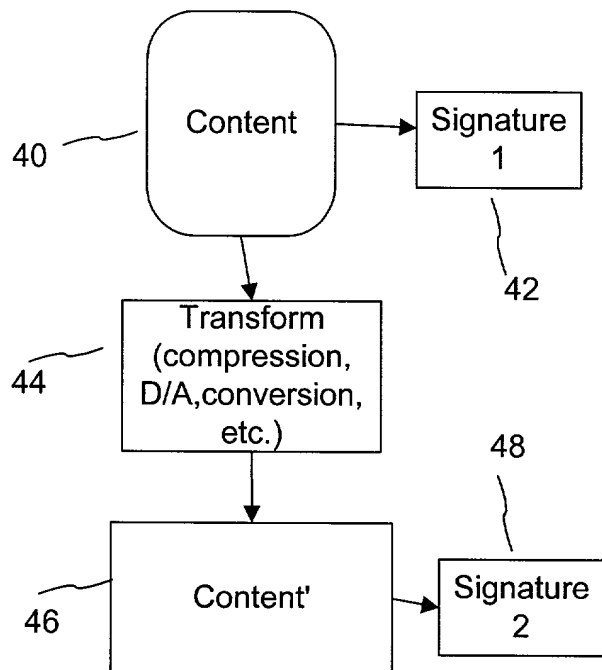 Content
Signature
1
40
42
Transform
(compression,
D/A,conversion,
etc.)
44
48
Content'
Signature
2
46